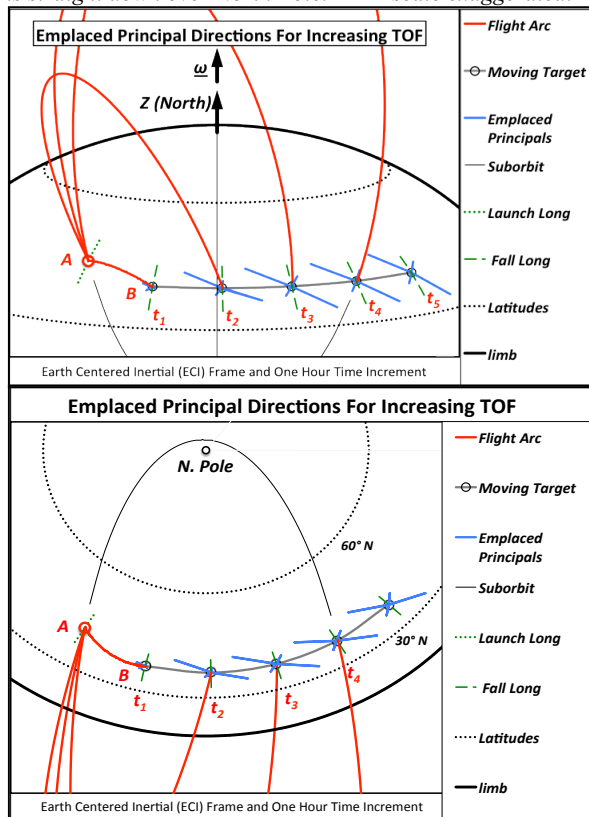 Emplaced Principal Directions For Increasing TOF
ω
Z (North)
A
B
t1
t2
t3
t4
t5
Flight Arc
Moving Target
Emplaced
Principals
Suborbit
Launch Long
Fall Long
Latitudes
limb
Earth Centered Inertial (ECI) Frame and One Hour Time Increment
Emplaced Principal Directions For Increasing TOF
N. Pole
60° N
30° N
A
B
t1
t2
t3
t4
Flight Arc
Moving Target
Emplaced
Principals
Suborbit
Launch Long
Fall Long
Latitudes
limb
Earth Centered Inertial (ECI) Frame and One Hour Time Increment